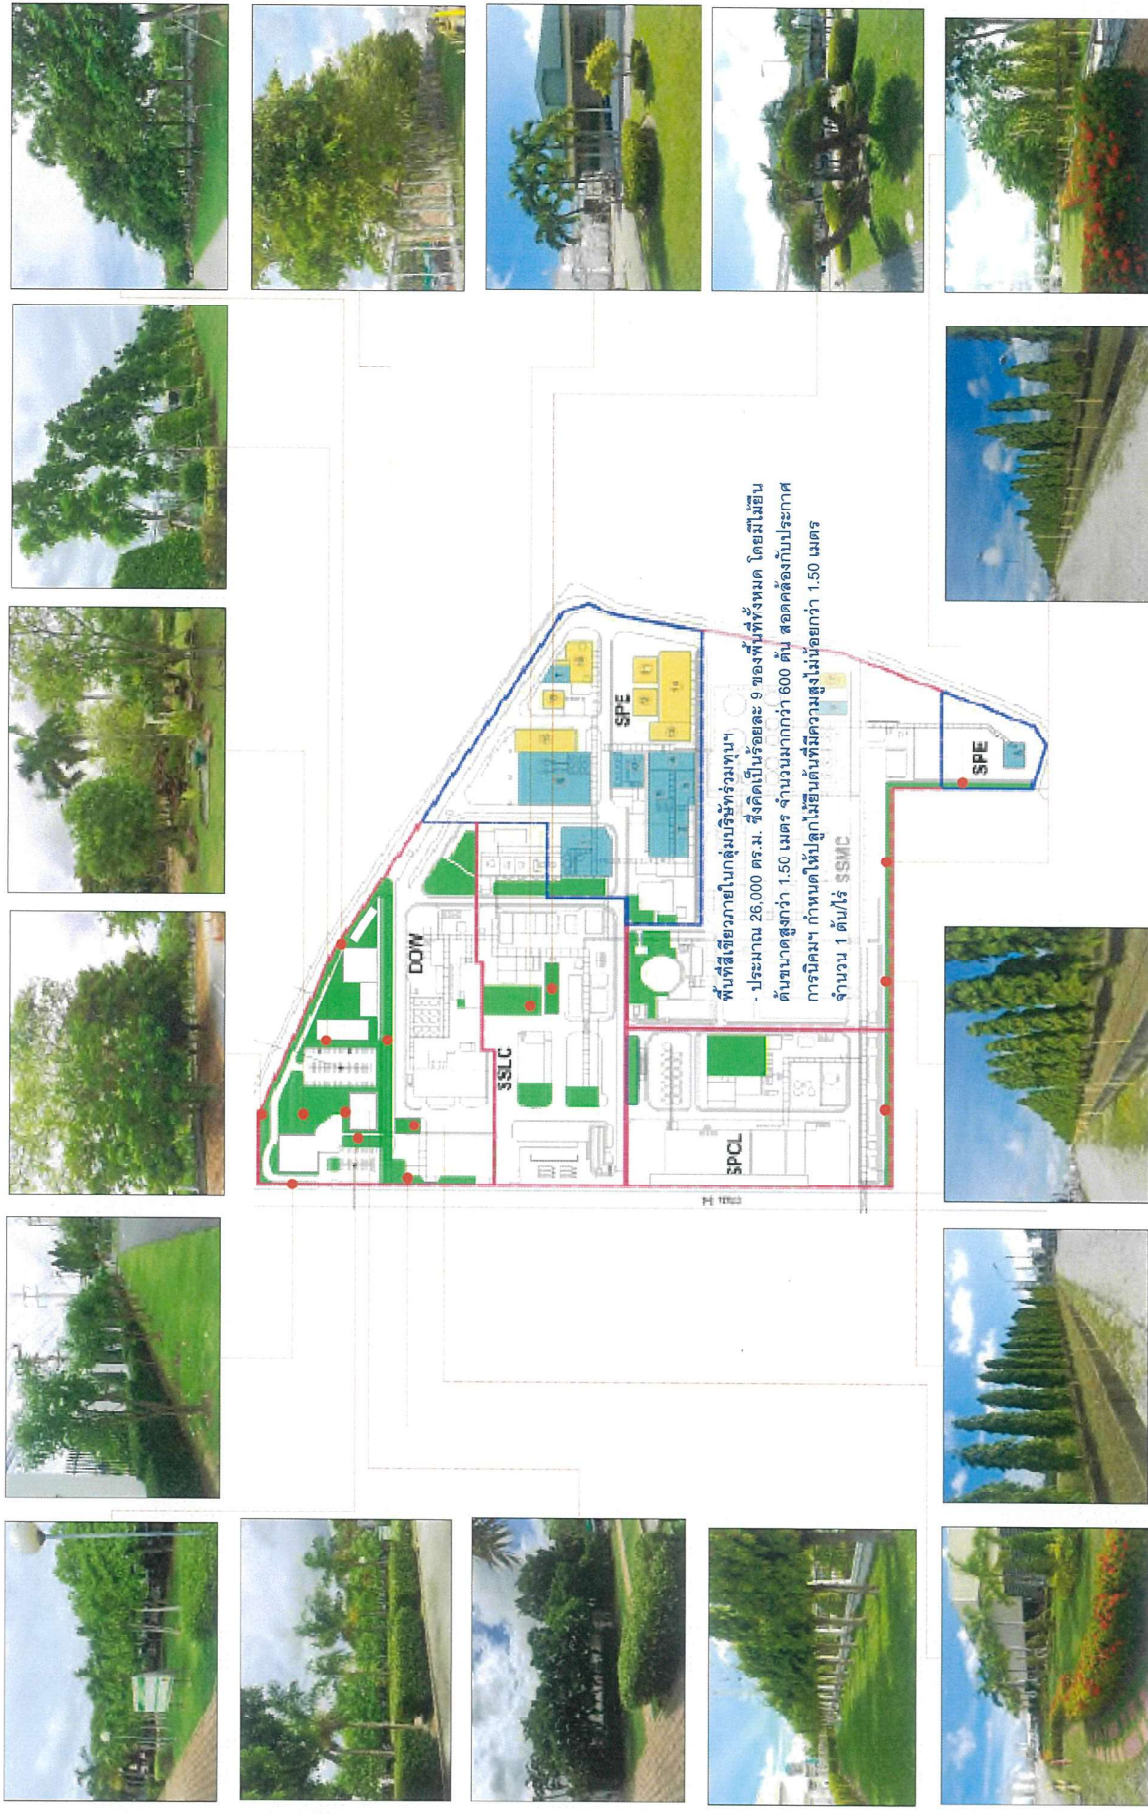 DOW
SPE
SSLC
พื้นที่สีเขียวภายในกลุ่มบริษัทร่วมทุนฯ
- ประมาณ 26,000 ตร.ม. ซึ่งคิดเป็นร้อยละ 9 ของพื้นที่ทั้งหมด โดยมีไม้ยืน
ต้นขนาดสูงกว่า 1.50 เมตร จำนวนมากกว่า 600 ต้น สอดคล้องกับประกาศ
การนิคมฯ กำหนดให้ปลูกไม้ยืนต้นที่มีความสูงไม่น้อยกว่า 1.50 เมตร
จำนวน 1 ต้น/ไร่
SSMC
SPCL
SPE